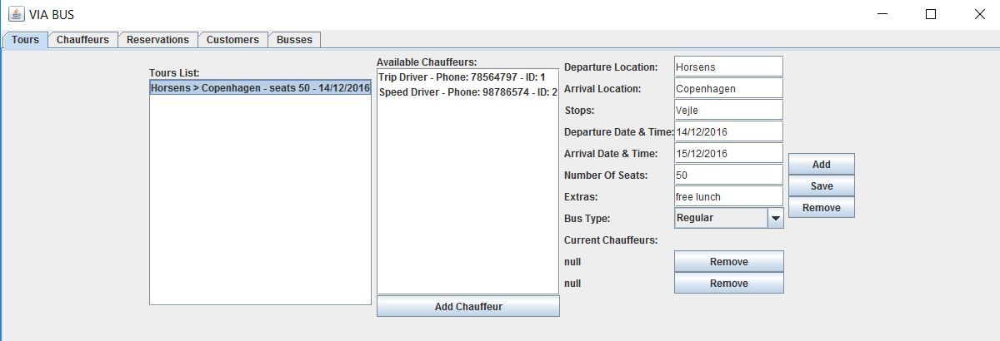 VIA BUS
Tours Chauffeurs Reservations Customers Busses
Tours List:
Horsens > Copenhagen - seats 50 - 14/12/2016
Available Chauffeurs:
Trip Driver - Phone: 78564797 - ID: 1
Speed Driver - Phone: 98786574 - ID: 2
Add Chauffeur
Departure Location: Horsens
Arrival Location: Copenhagen
Stops: Vejle
Departure Date & Time: 14/12/2016
Arrival Date & Time: 15/12/2016
Number Of Seats: 50
Extras: free lunch
Bus Type: Regular
Current Chauffeurs:
null Remove
null Remove
Add
Save
Remove